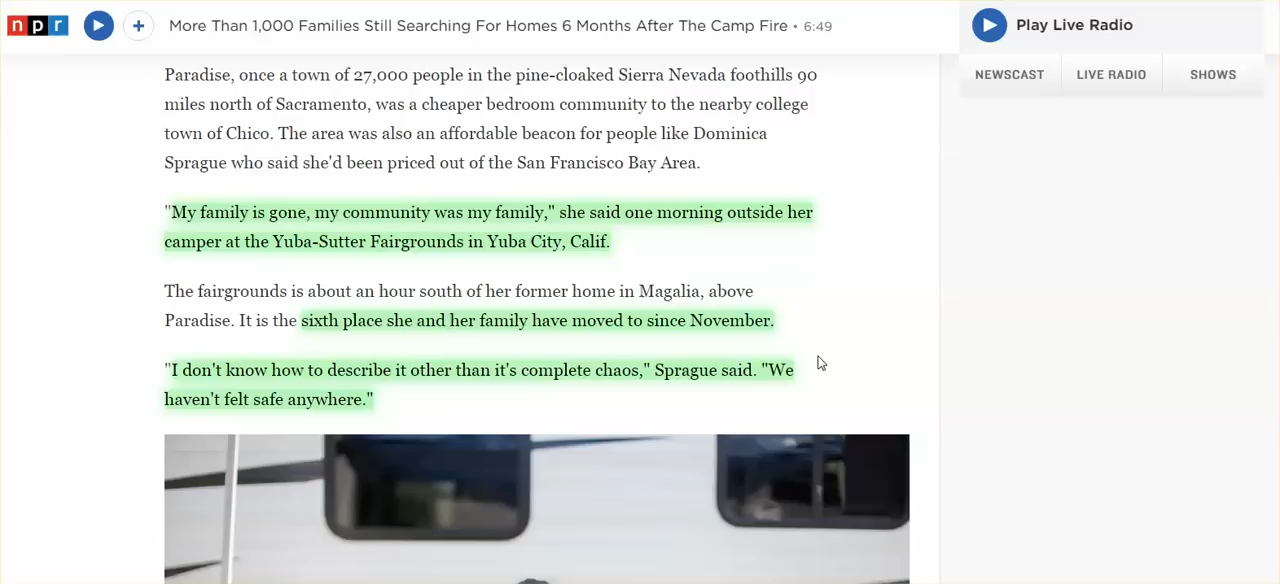 npr
More Than 1,000 Families Still Searching For Homes 6 Months After The Camp Fire • 6:49
Play Live Radio
NEWSCAST
LIVE RADIO
SHOWS
Paradise, once a town of 27,000 people in the pine-cloaked Sierra Nevada foothills 90
miles north of Sacramento, was a cheaper bedroom community to the nearby college
town of Chico. The area was also an affordable beacon for people like Dominica
Sprague who said she'd been priced out of the San Francisco Bay Area.
"My family is gone, my community was my family," she said one morning outside her
camper at the Yuba-Sutter Fairgrounds in Yuba City, Calif.
The fairgrounds is about an hour south of her former home in Magalia, above
Paradise. It is the sixth place she and her family have moved to since November.
"I don't know how to describe it other than it's complete chaos," Sprague said. "We
haven't felt safe anywhere."